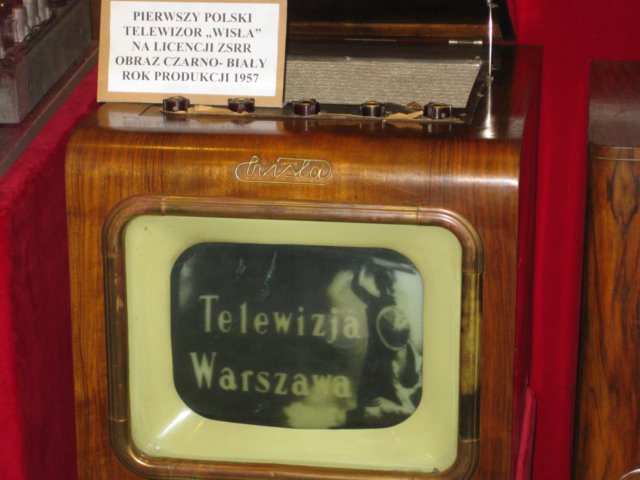 PIERWSZY POLSKI
TELEWIZOR „WISŁA”
NA LICENCJI ZSRR
OBRAZ CZARNO- BIAŁY
ROK PRODUKCJI 1957
Wisła
Telewizja
Warszawa